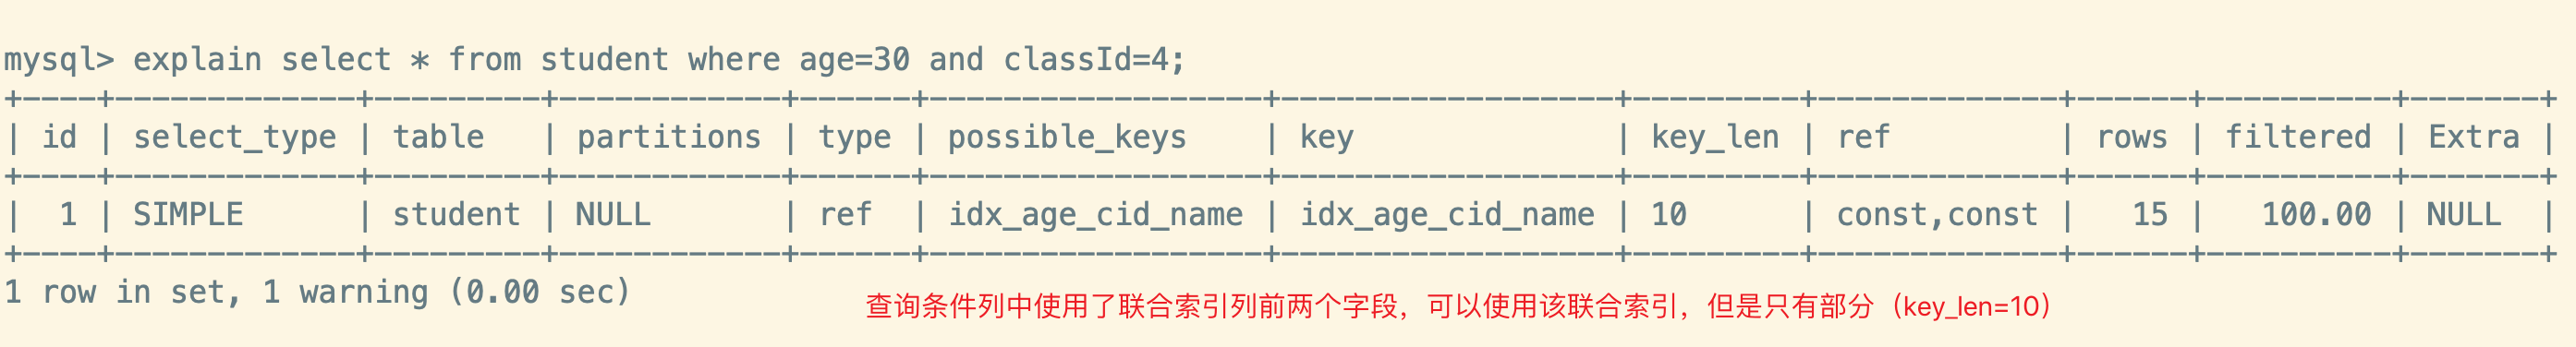 mysql> explain select * from student where age=30 and classId=4;
+----+-------------+---------+------------+------+------------------+------------------+---------+-------------+------+----------+-------+
| id | select_type | table   | partitions | type | possible_keys    | key              | key_len | ref         | rows | filtered | Extra |
+----+-------------+---------+------------+------+------------------+------------------+---------+-------------+------+----------+-------+
|  1 | SIMPLE      | student | NULL       | ref  | idx_age_cid_name | idx_age_cid_name | 10      | const,const |   15 |   100.00 | NULL  |
+----+-------------+---------+------------+------+------------------+------------------+---------+-------------+------+----------+-------+
1 row in set, 1 warning (0.00 sec)
查询条件列中使用了联合索引列前两个字段，可以使用该联合索引，但是只有部分（key_len=10）